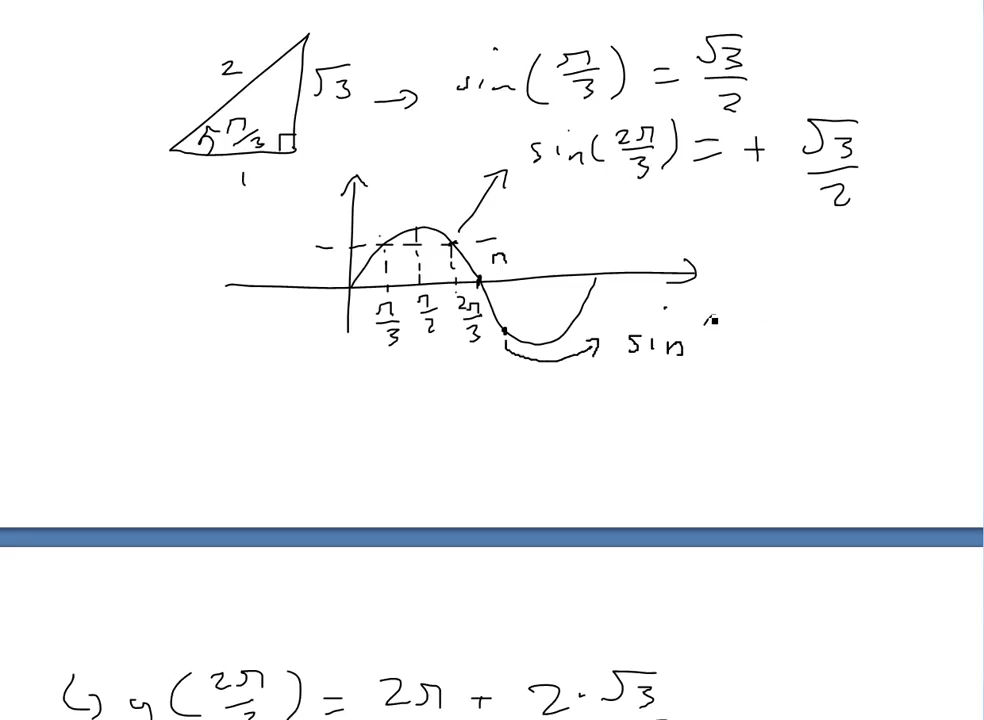 2 √3 → sin(π/3) = √3/2
π/3
1
sin(2π/3) = + √3/2
π
π/3 π/2 2π/3
sin
↳ y(2π/3) = 2π + 2·√3